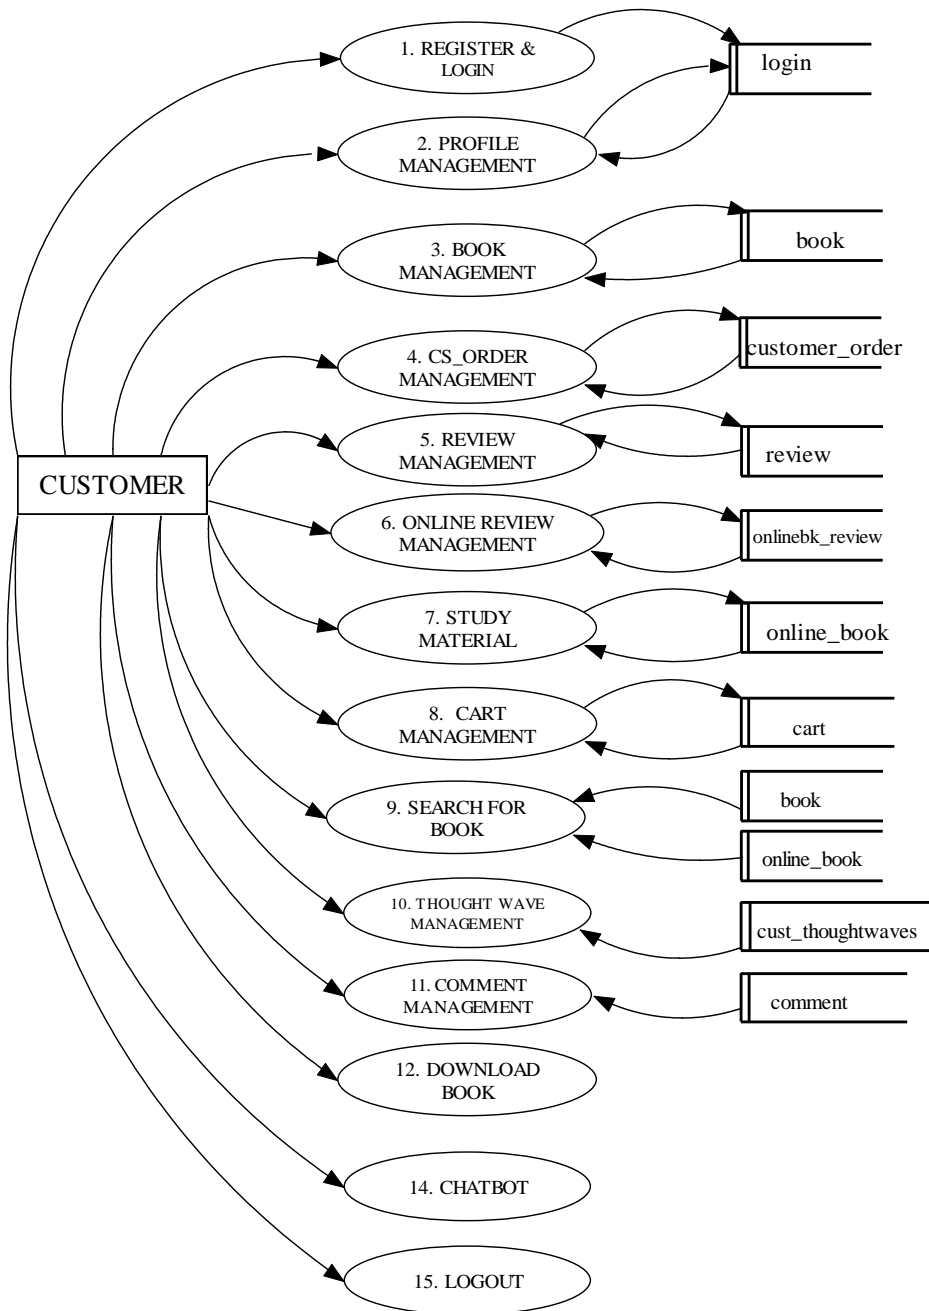 1. REGISTER &
LOGIN
login
2. PROFILE
MANAGEMENT
3. BOOK
MANAGEMENT
book
4. CS_ORDER
MANAGEMENT
customer_order
5. REVIEW
MANAGEMENT
review
CUSTOMER
6. ONLINE REVIEW
MANAGEMENT
onlinebk_review
7. STUDY
MATERIAL
online_book
8. CART
MANAGEMENT
cart
9. SEARCH FOR
BOOK
book
online_book
10. THOUGHT WAVE
MANAGEMENT
cust_thoughtwaves
11. COMMENT
MANAGEMENT
comment
12. DOWNLOAD
BOOK
14. CHATBOT
15. LOGOUT